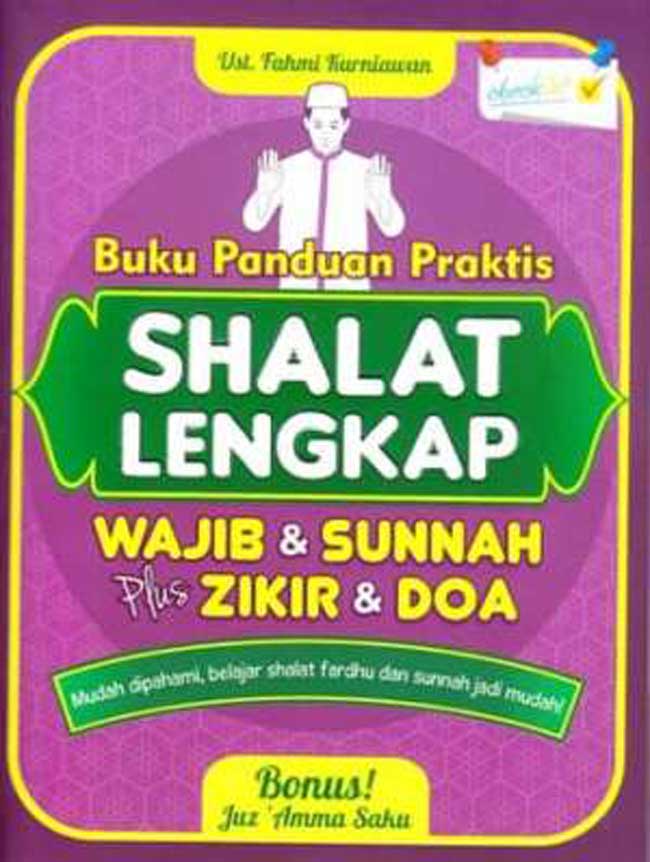 Ust. Fahmi Kurniawan
Buku Panduan Praktis
SHALAT
LENGKAP
WAJIB & SUNNAH
Plus ZIKIR & DOA
Mudah dipahami, belajar shalat fardhu dan sunnah jadi mudah!
Bonus!
Juz 'Amma Saku